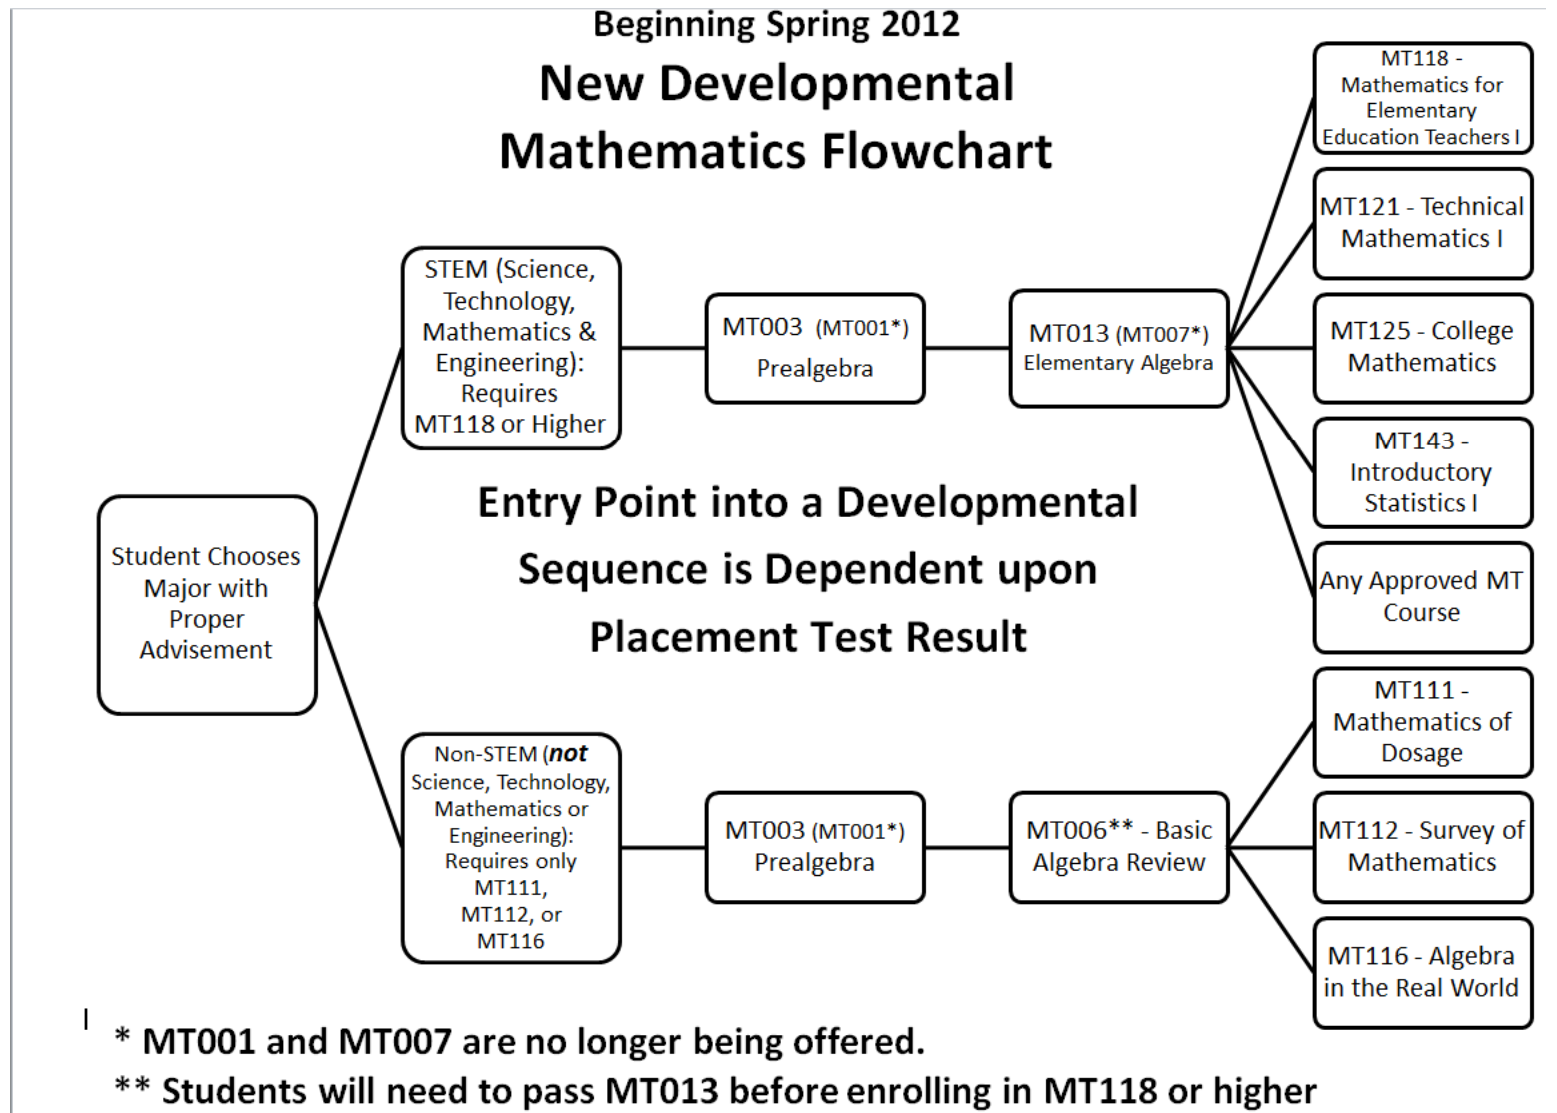 Beginning Spring 2012
New Developmental
Mathematics Flowchart
Student Chooses
Major with
Proper
Advisement
STEM (Science,
Technology,
Mathematics &
Engineering):
Requires
MT118 or Higher
MT003 (MT001*)
Prealgebra
MT013 (MT007*)
Elementary Algebra
MT118 -
Mathematics for
Elementary
Education Teachers I
MT121 - Technical
Mathematics I
MT125 - College
Mathematics
MT143 -
Introductory
Statistics I
Any Approved MT
Course
Entry Point into a Developmental
Sequence is Dependent upon
Placement Test Result
Non-STEM (not
Science, Technology,
Mathematics or
Engineering):
Requires only
MT111,
MT112, or
MT116
MT003 (MT001*)
Prealgebra
MT006** - Basic
Algebra Review
MT111 -
Mathematics of
Dosage
MT112 - Survey of
Mathematics
MT116 - Algebra
in the Real World
* MT001 and MT007 are no longer being offered.
** Students will need to pass MT013 before enrolling in MT118 or higher